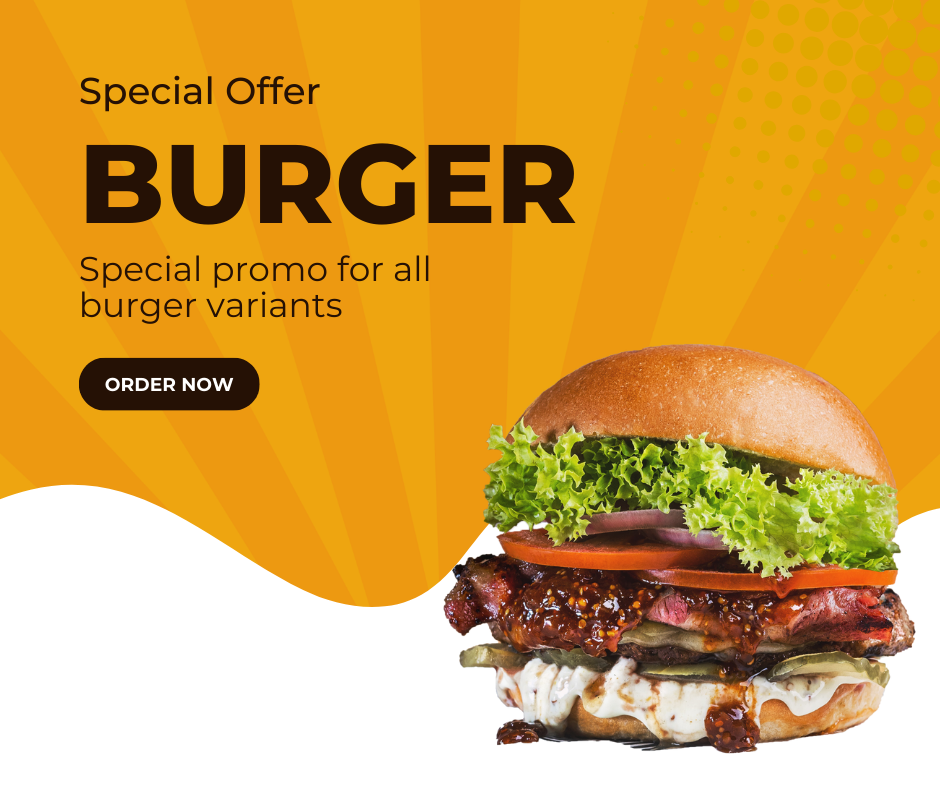 Special Offer
BURGER
Special promo for all
burger variants
ORDER NOW